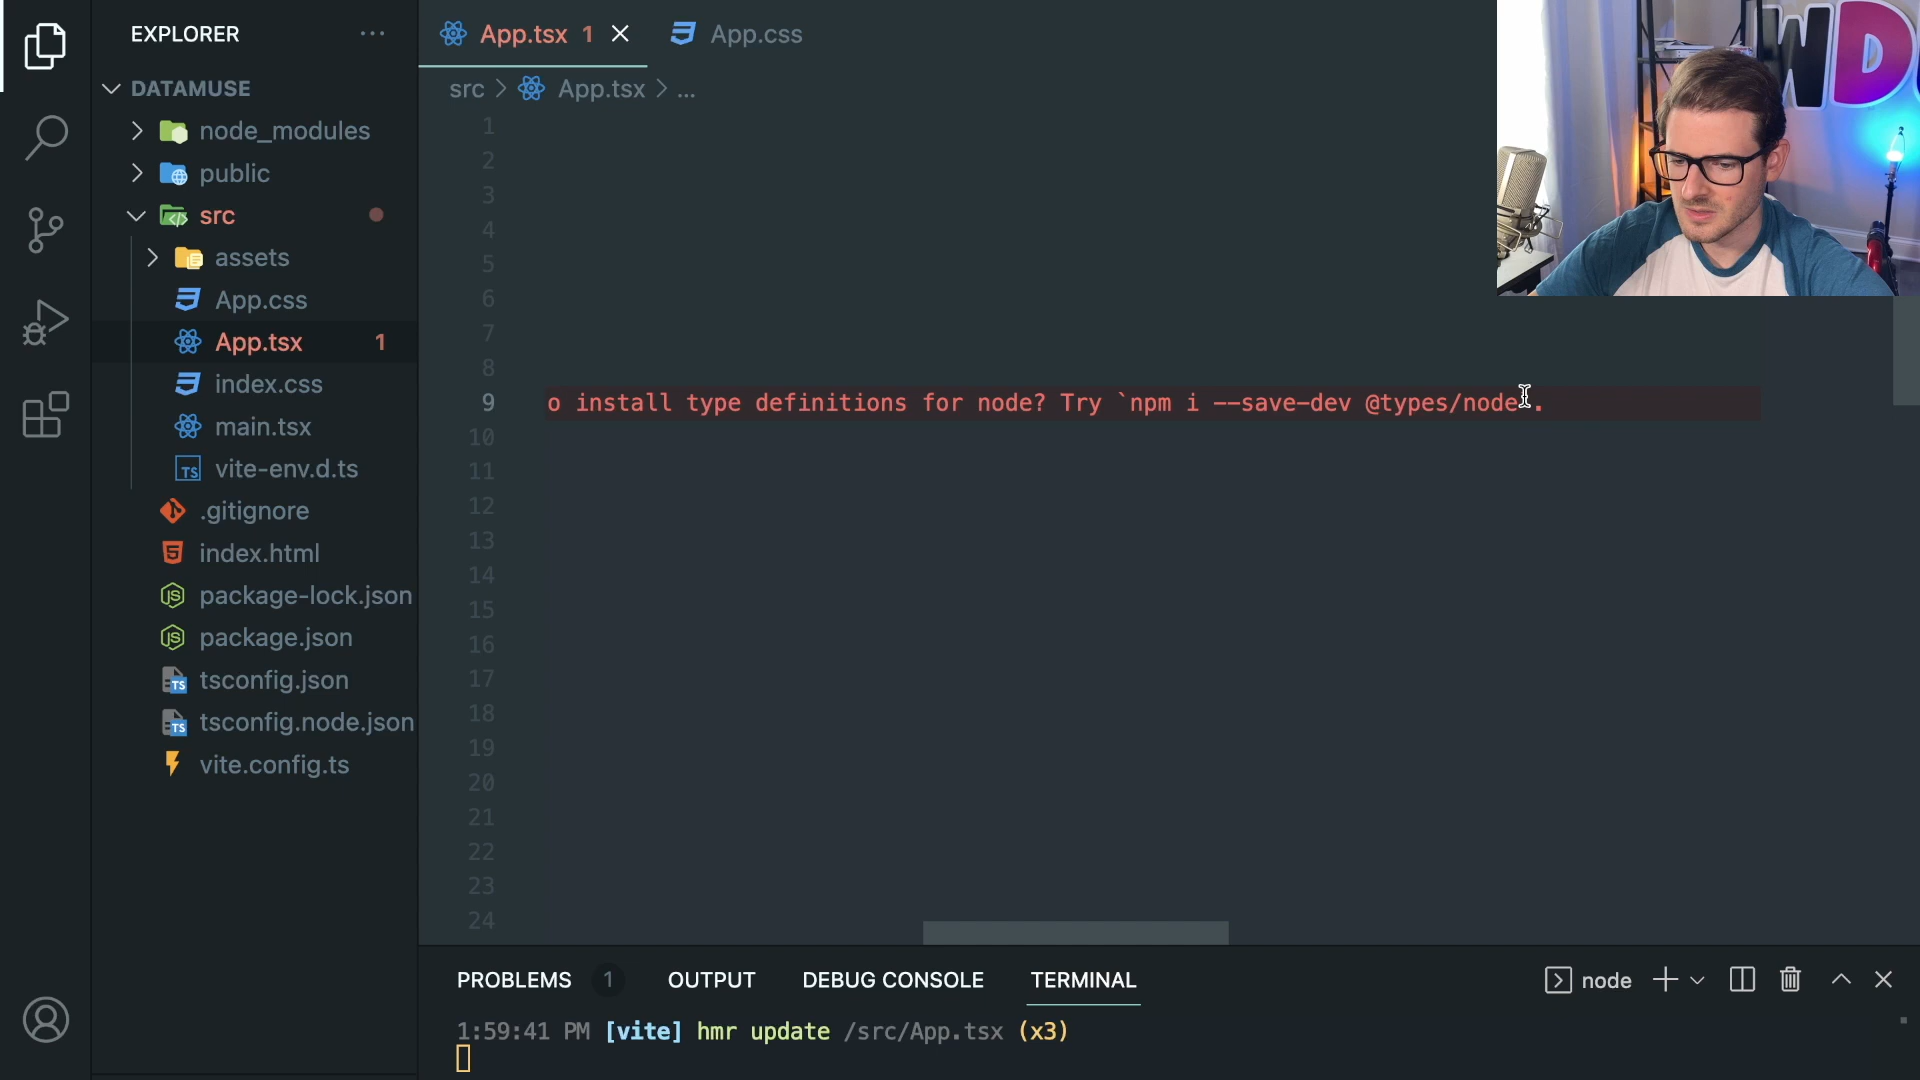 EXPLORER
App.tsx 1
App.css
WD
DATAMUSE
src > App.tsx > ...
node_modules
public
src
assets
App.css
App.tsx 1
index.css
main.tsx
vite-env.d.ts
.gitignore
index.html
package-lock.json
package.json
tsconfig.json
tsconfig.node.json
vite.config.ts
1
2
3
4
5
6
7
8
9 o install type definitions for node? Try `npm i --save-dev @types/node`.
10
11
12
13
14
15
16
17
18
19
20
21
22
23
24
PROBLEMS 1
OUTPUT
DEBUG CONSOLE
TERMINAL
node
1:59:41 PM [vite] hmr update /src/App.tsx (x3)